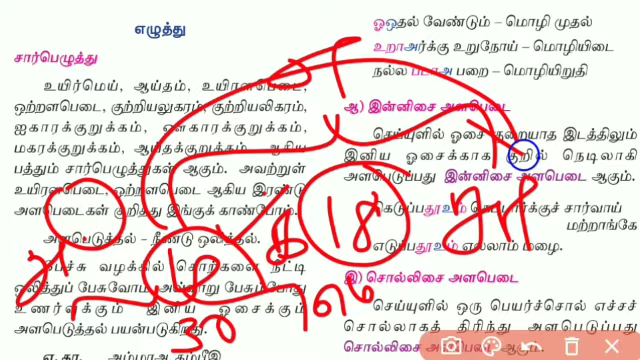 எழுத்து
சார்பெழுத்து
உயிர்மெய், ஆய்தம், உயிரளபெடை,
ஒற்றளபெடை, குற்றியலுகரம், குற்றியலிகரம்,
ஐகாரக்குறுக்கம், ஔகாரக்குறுக்கம்,
மகரக்குறுக்கம், ஆய்தக்குறுக்கம் ஆகிய
பத்தும் சார்பெழுத்துகள் ஆகும். அவற்றுள்
உயிரளபெடை, ஒற்றளபெடை ஆகிய இரண்டு
அளபெடைகள் குறித்து இங்குக் காண்போம்.
அளபெடுத்தல் - நீண்டு ஒலித்தல்.
பேச்சு வழக்கில் சொற்களை நீட்டி
ஒலித்துப் பேசுவோம். அவ்வாறு பேசும்போது
உணர்வுக்கும் இனிய ஓசைக்கும்
அளபெடுத்தல் பயன்படுகிறது.
ஓஒதல் வேண்டும் – மொழி முதல்
உறாஅர்க்கு உறுநோய் – மொழியிடை
நல்ல படாஅ பறை – மொழியிறுதி
ஆ) இன்னிசை அளபெடை
செய்யுளில் ஓசை குறையாத இடத்திலும்
இனிய ஓசைக்காக குறில் நெடிலாகி
அளபெடுப்பது இன்னிசை அளபெடை ஆகும்.
கெடுப்பதூஉம் கெட்டார்க்குச் சார்வாய்
மற்றாங்கே
எடுப்பதூஉம் எல்லாம் மழை.
இ) சொல்லிசை அளபெடை
செய்யுளில் ஒரு பெயர்ச்சொல் எச்சச்
சொல்லாகத் திரிந்து அளபெடுப்பது
சொல்லிசை அளபெடை ஆகும்.
18
30